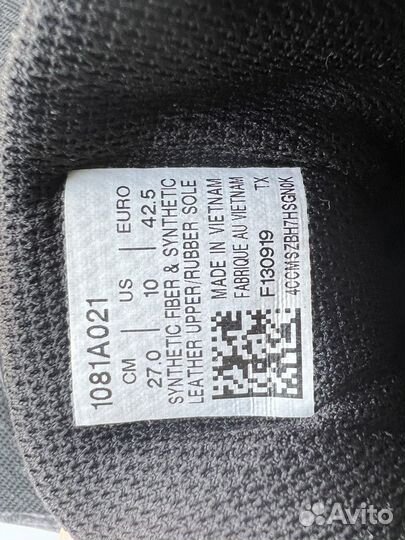 1081A021
CM | US | EURO
27.0 | 10 | 42.5
SYNTHETIC FIBER & SYNTHETIC
LEATHER UPPER/RUBBER SOLE
MADE IN VIETNAM
FABRIQUE AU VIETNAM
F130919 TX
4CCMSZBH7HSGN0K
Avito